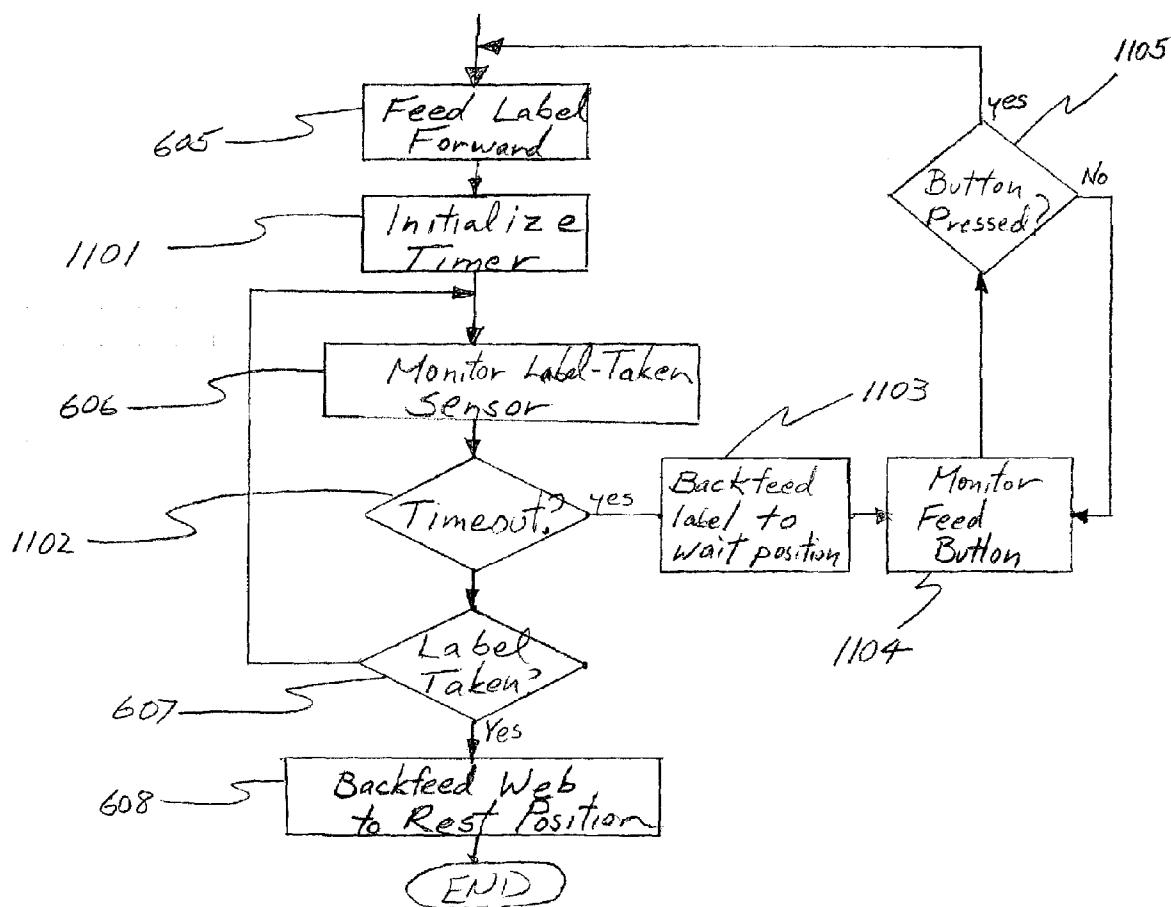 1105
yes
Feed Label
Forward
605
Button
Pressed?
No
Initialize
Timer
1101
Monitor Label-Taken
Sensor
606
1103
Timeout?
yes
Backfeed
label to
wait position
Monitor
Feed
Button
1102
1104
Label
Taken?
607
Yes
Backfeed Web
to Rest Position
608
END